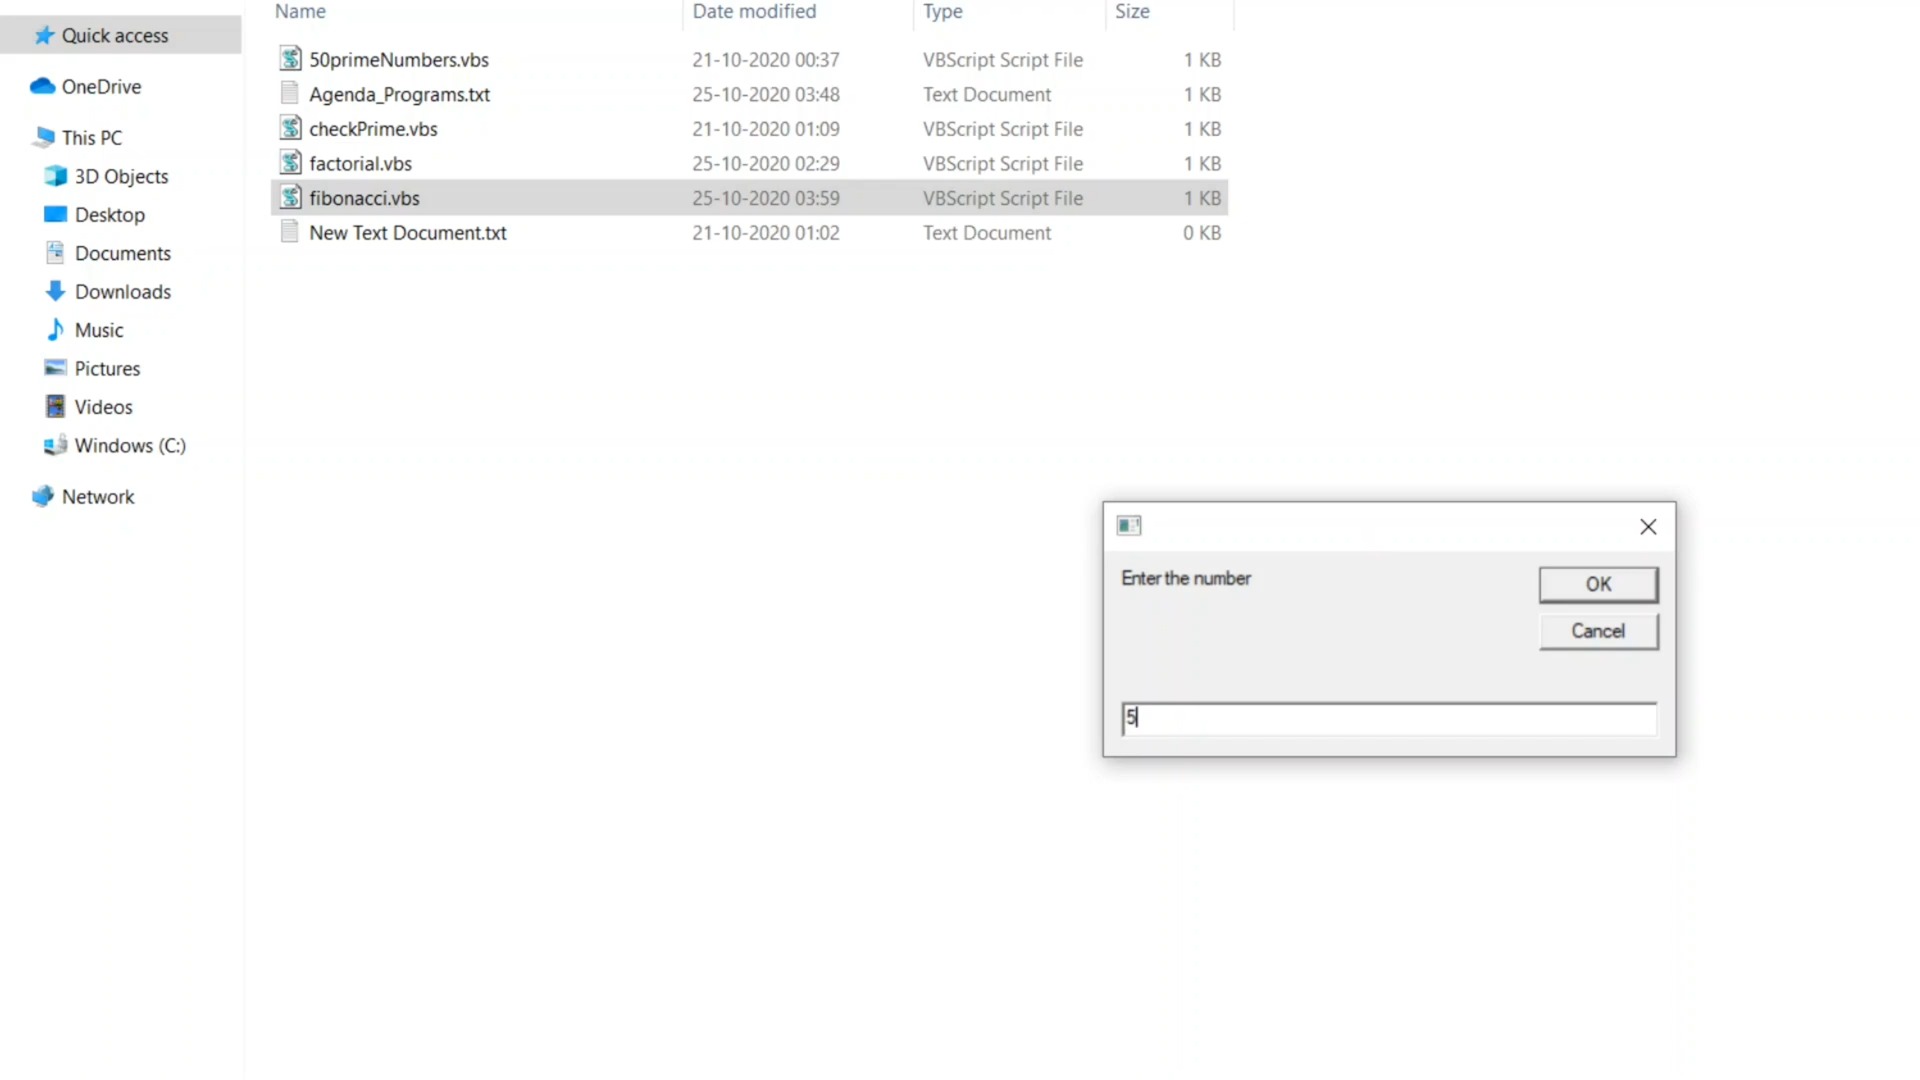 Name Date modified Type Size
Quick access
OneDrive
This PC
3D Objects
Desktop
Documents
Downloads
Music
Pictures
Videos
Windows (C:)
Network
50primeNumbers.vbs 21-10-2020 00:37 VBScript Script File 1 KB
Agenda_Programs.txt 25-10-2020 03:48 Text Document 1 KB
checkPrime.vbs 21-10-2020 01:09 VBScript Script File 1 KB
factorial.vbs 25-10-2020 02:29 VBScript Script File 1 KB
fibonacci.vbs 25-10-2020 03:59 VBScript Script File 1 KB
New Text Document.txt 21-10-2020 01:02 Text Document 0 KB
Enter the number
OK
Cancel
5